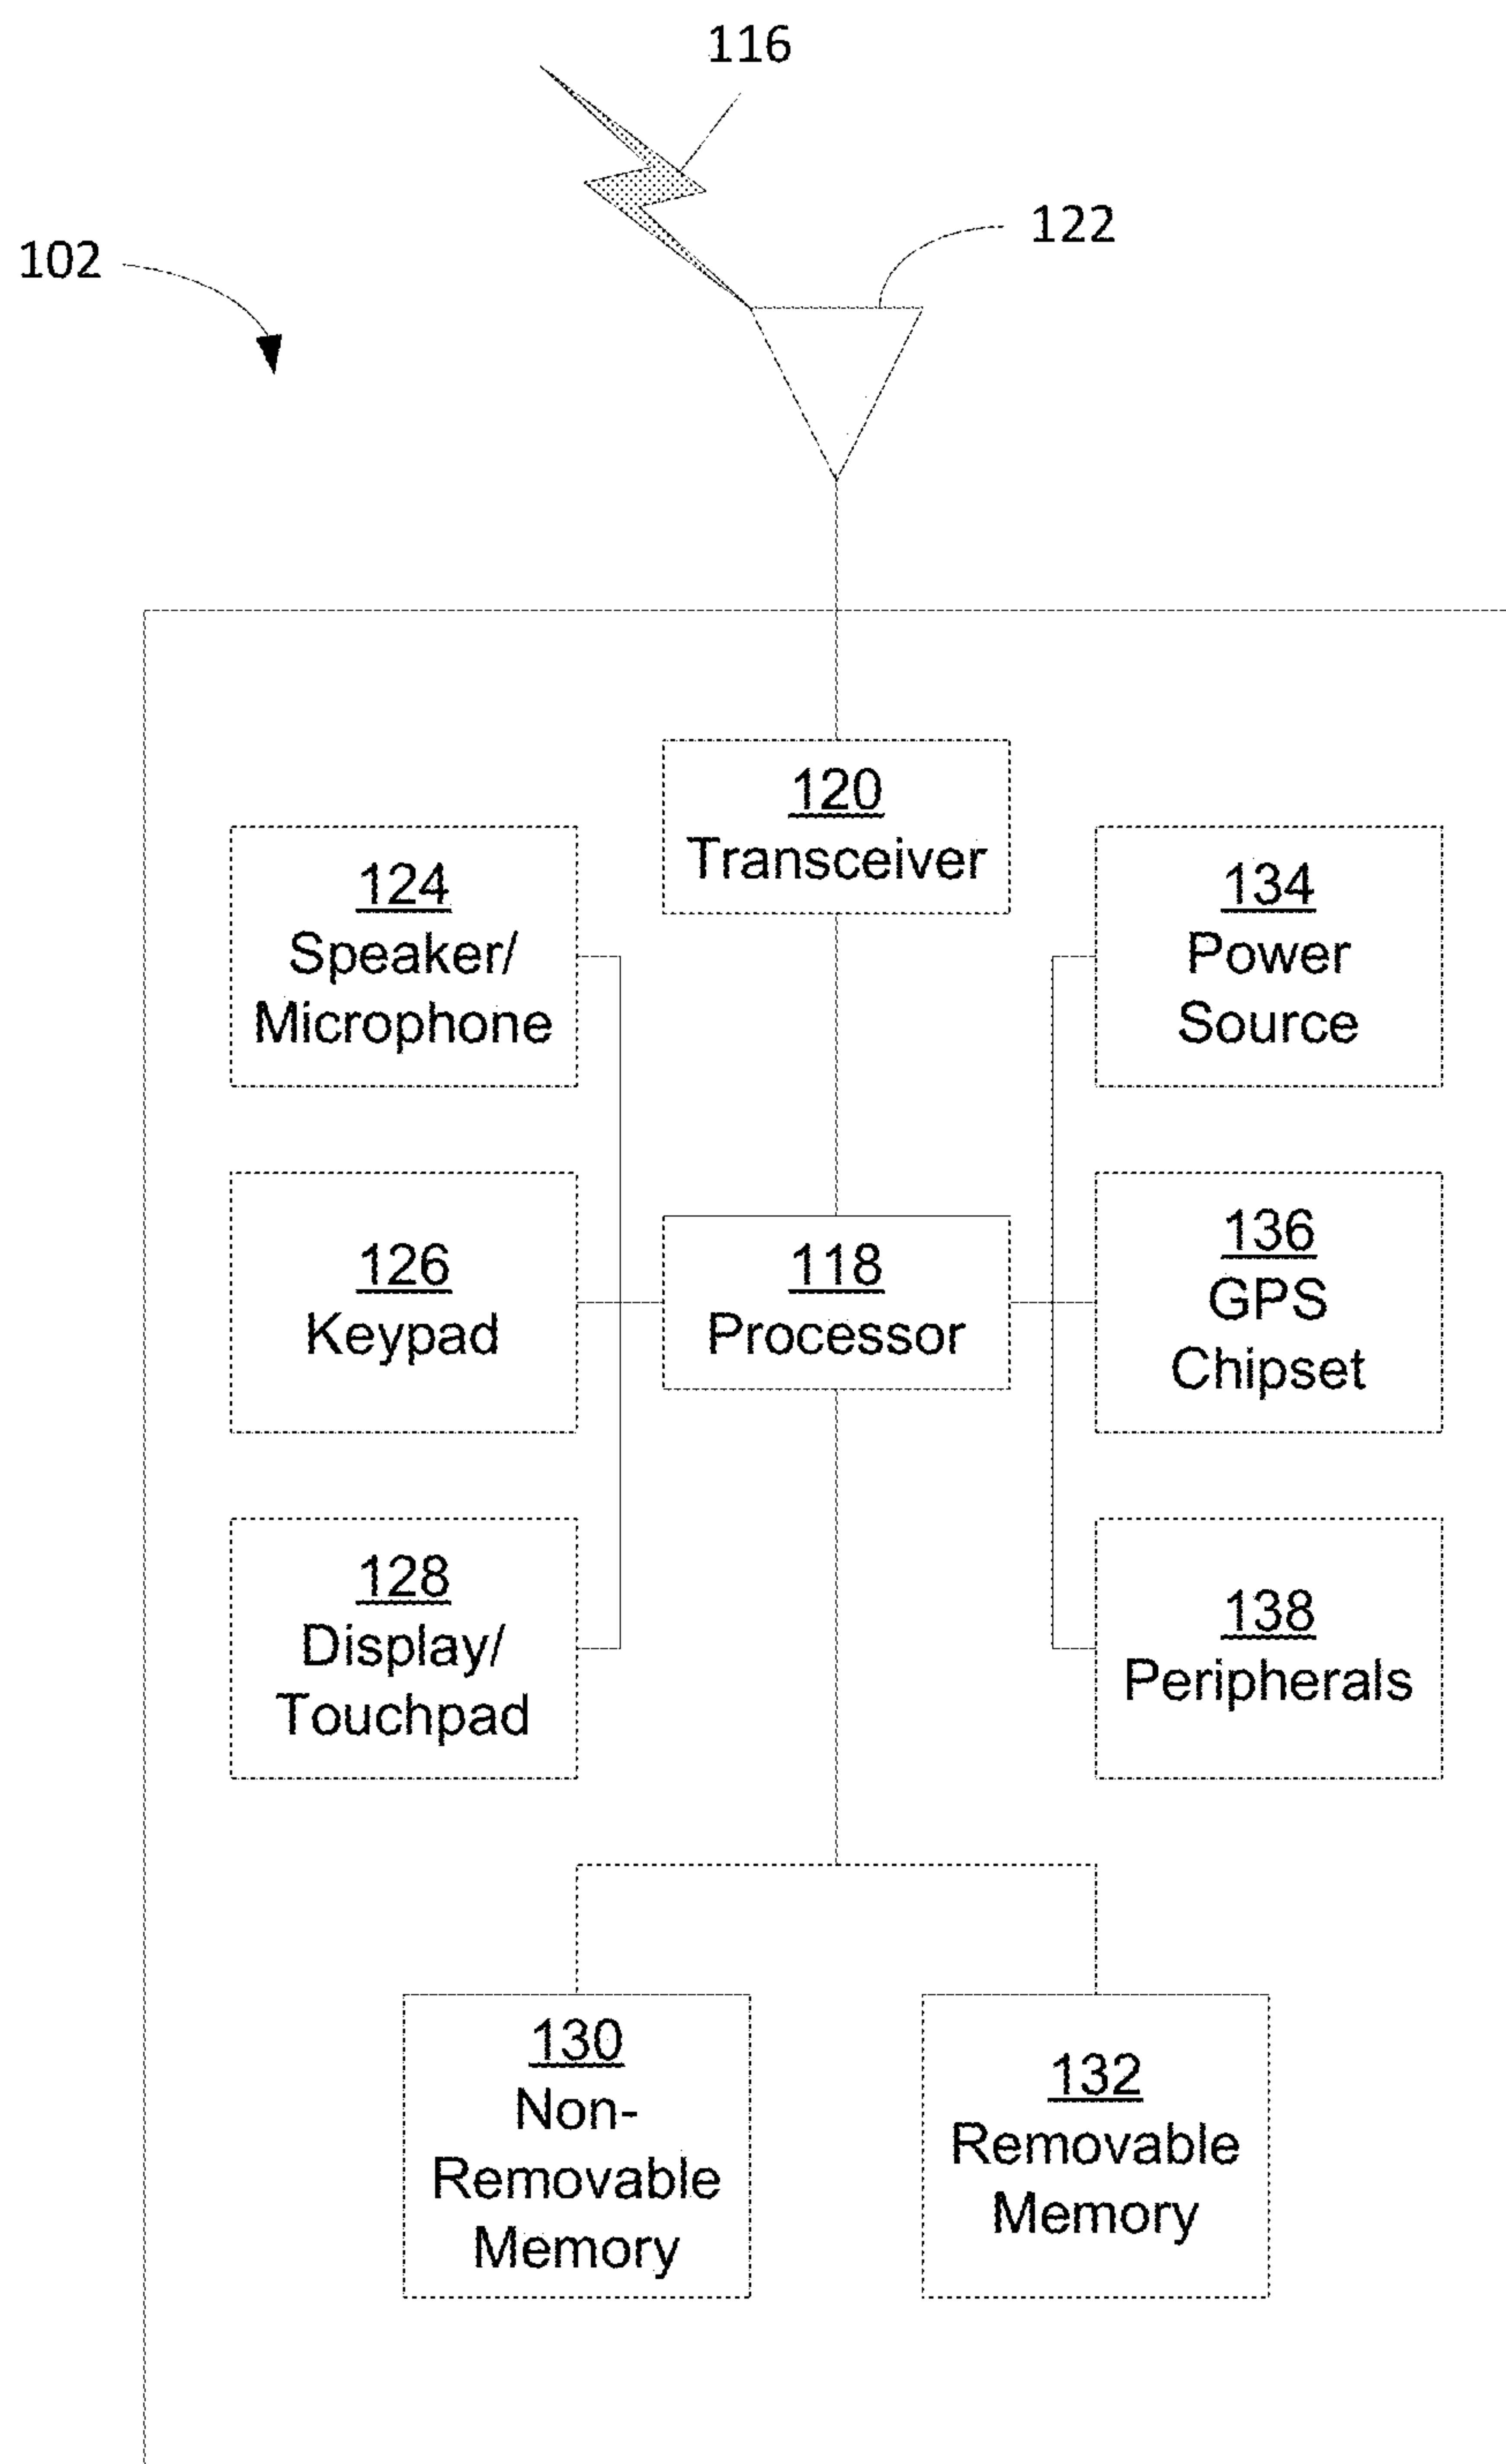 116
122
102
120
Transceiver
124
Speaker/
Microphone
134
Power
Source
126
Keypad
118
Processor
136
GPS
Chipset
128
Display/
Touchpad
138
Peripherals
130
Non-
Removable
Memory
132
Removable
Memory